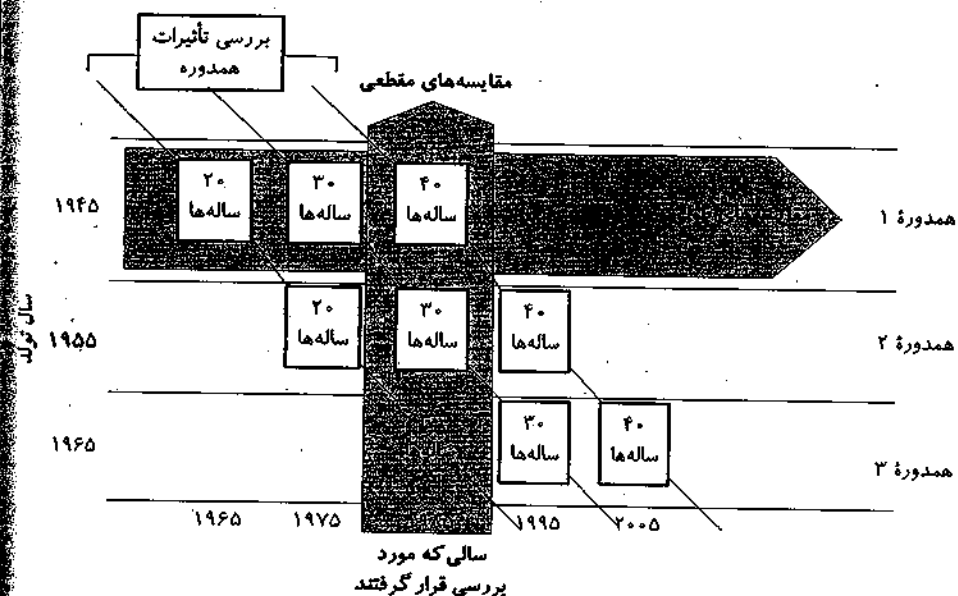 بررسی تأثیرات
همدوره
مقایسه‌های مقطعی
۲۰
ساله‌ها
۳۰
ساله‌ها
۴۰
ساله‌ها
۱۹۴۵
همدورهٔ ۱
۲۰
ساله‌ها
۳۰
ساله‌ها
۴۰
ساله‌ها
سال تولد
۱۹۵۵
همدورهٔ ۲
۳۰
ساله‌ها
۴۰
ساله‌ها
۱۹۶۵
همدورهٔ ۳
۱۹۶۵
۱۹۷۵
۱۹۹۵
۲۰۰۵
سالی که مورد
بررسی قرار گرفتند